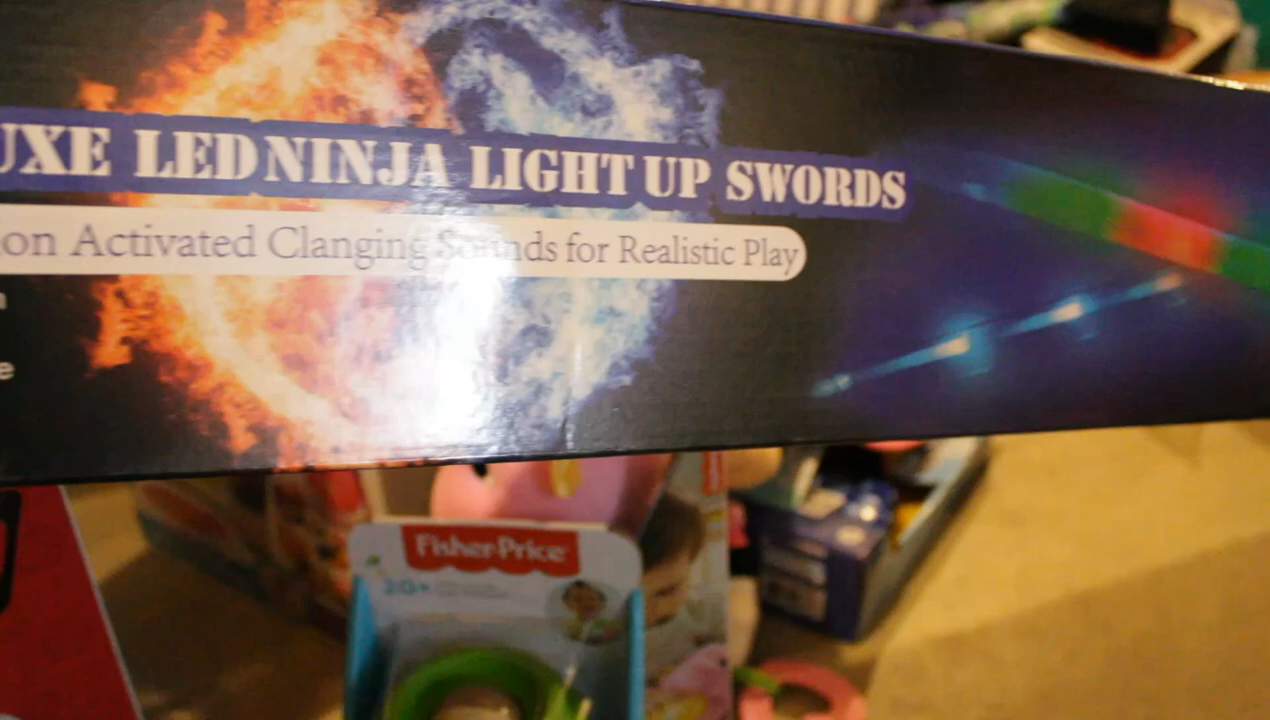 UXE LED NINJA LIGHT UP SWORDS
on Activated Clanging Sounds for Realistic Play
n
e
Fisher-Price